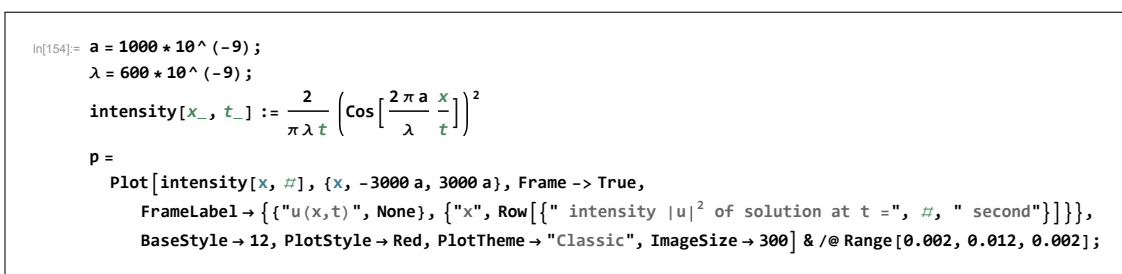 In[154]:= a = 1000 * 10^ (-9) ;
λ = 600 * 10^ (-9) ;
intensity[x_, t_] := 2/(π λ t) (Cos[(2 π a)/λ x/t])²
p =
Plot[intensity[x, #], {x, -3000 a, 3000 a}, Frame -> True,
FrameLabel → {{"u(x,t)", None}, {"x", Row[{" intensity |u|² of solution at t =", #, " second"}]}},
BaseStyle → 12, PlotStyle → Red, PlotTheme → "Classic", ImageSize → 300] & /@ Range[0.002, 0.012, 0.002];